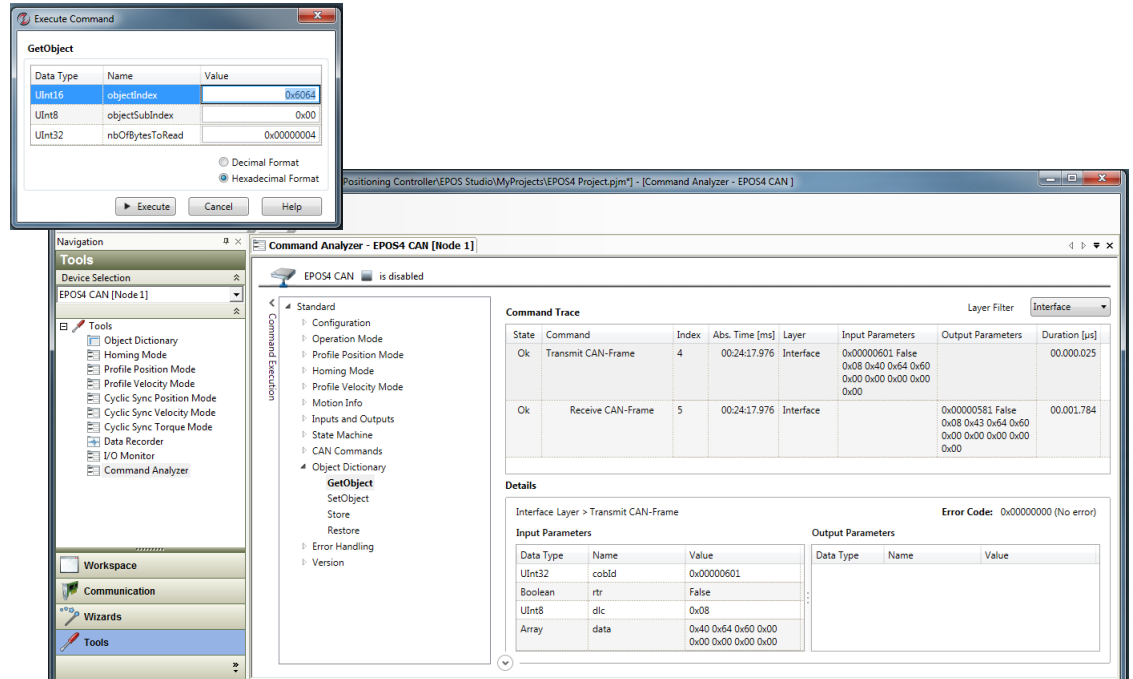 Execute Command
GetObject
Data Type Name Value
UInt16 objectIndex 0x6064
UInt8 objectSubIndex 0x00
UInt32 nbOfBytesToRead 0x00000004
Decimal Format
Hexadecimal Format
Execute Cancel Help
Positioning Controller\EPOS Studio\MyProjects\EPOS4 Project.pjm*] - [Command Analyzer - EPOS4 CAN ]
Navigation
Tools
Device Selection
EPOS4 CAN [Node 1]
Tools
Object Dictionary
Homing Mode
Profile Position Mode
Profile Velocity Mode
Cyclic Sync Position Mode
Cyclic Sync Velocity Mode
Cyclic Sync Torque Mode
Data Recorder
I/O Monitor
Command Analyzer
Workspace
Communication
Wizards
Tools
Command Analyzer - EPOS4 CAN [Node 1]
EPOS4 CAN is disabled
Command Execution
Standard
Configuration
Operation Mode
Profile Position Mode
Homing Mode
Profile Velocity Mode
Motion Info
Inputs and Outputs
State Machine
CAN Commands
Object Dictionary
GetObject
SetObject
Store
Restore
Error Handling
Version
Command Trace
Layer Filter Interface
State Command Index Abs. Time [ms] Layer Input Parameters Output Parameters Duration [µs]
Ok Transmit CAN-Frame 4 00:24:17.976 Interface 0x00000601 False 00.000.025
0x08 0x40 0x64 0x60
0x00 0x00 0x00 0x00
0x00
Ok Receive CAN-Frame 5 00:24:17.976 Interface 0x00000581 False 00.001.784
0x08 0x43 0x64 0x60
0x00 0x00 0x00 0x00
0x00
Details
Interface Layer > Transmit CAN-Frame Error Code: 0x00000000 (No error)
Input Parameters
Data Type Name Value
UInt32 cobId 0x00000601
Boolean rtr False
UInt8 dlc 0x08
Array data 0x40 0x64 0x60 0x00
0x00 0x00 0x00 0x00
Output Parameters
Data Type Name Value